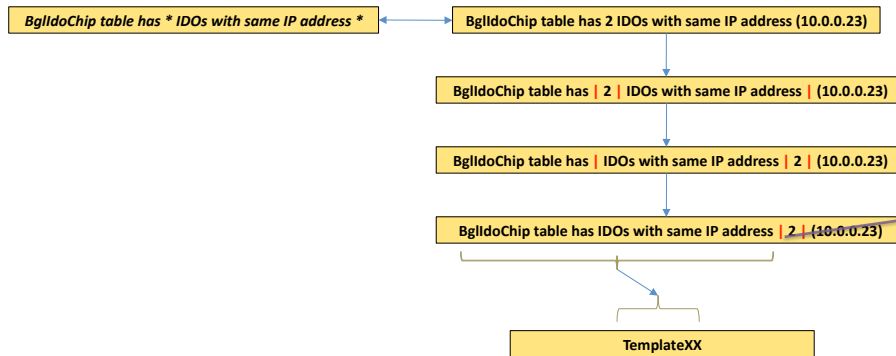 BglIdoChip table has * IDOs with same IP address *
BglIdoChip table has 2 IDOs with same IP address (10.0.0.23)
BglIdoChip table has | 2 | IDOs with same IP address | (10.0.0.23)
BglIdoChip table has | IDOs with same IP address | 2 | (10.0.0.23)
BglIdoChip table has IDOs with same IP address | 2 | (10.0.0.23)
TemplateXX